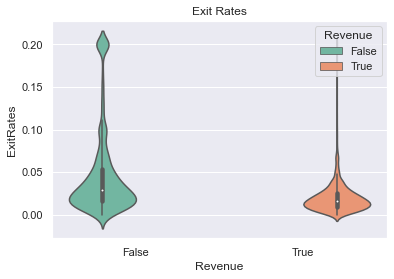 Exit Rates
Revenue
False
True
0.20
0.15
0.10
0.05
0.00
ExitRates
False
True
Revenue